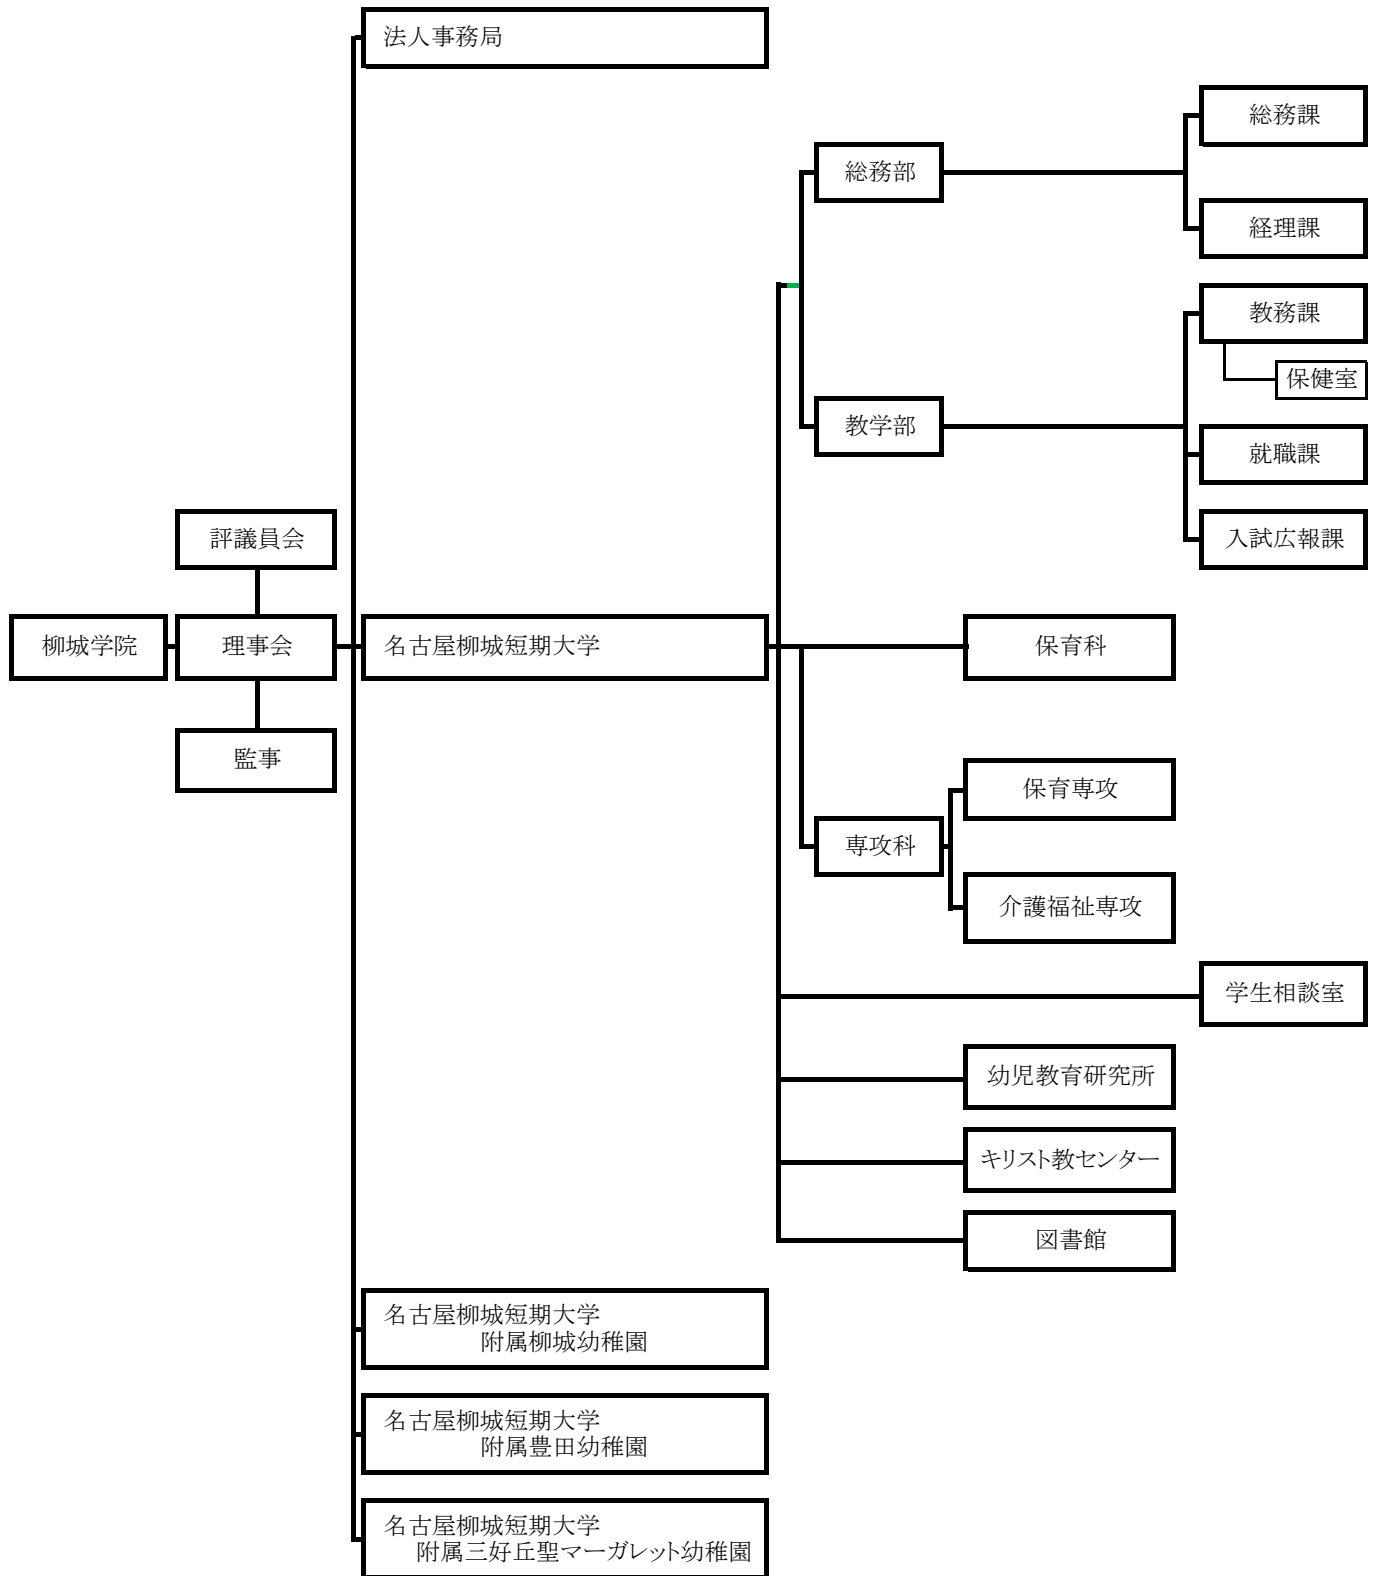 法人事務局
総務課
総務部
経理課
教務課
保健室
教学部
就職課
入試広報課
評議員会
柳城学院
理事会
名古屋柳城短期大学
保育科
監事
保育専攻
専攻科
介護福祉専攻
学生相談室
幼児教育研究所
キリスト教センター
図書館
名古屋柳城短期大学
附属柳城幼稚園
名古屋柳城短期大学
附属豊田幼稚園
名古屋柳城短期大学
附属三好丘聖マーガレット幼稚園